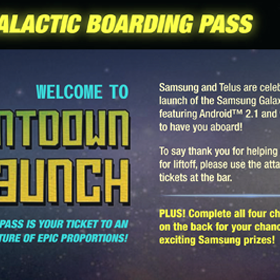 ALACTIC BOARDING PASS
WELCOME TO
NTDOWN
AUNCH
PASS IS YOUR TICKET TO AN
TURE OF EPIC PROPORTIONS!
Samsung and Telus are celeb
launch of the Samsung Galax
featuring Android™ 2.1 and
to have you aboard!
To say thank you for helping
for liftoff, please use the atta
tickets at the bar.
PLUS! Complete all four ch
on the back for your chanc
exciting Samsung prizes!